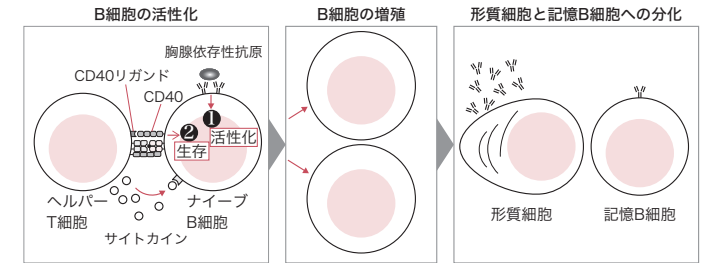 B細胞の活性化
B細胞の増殖
形質細胞と記憶B細胞への分化
胸腺依存性抗原
CD40リガンド
CD40
❶
❷
活性化
生存
ヘルパー
T細胞
ナイーブ
B細胞
サイトカイン
形質細胞
記憶B細胞